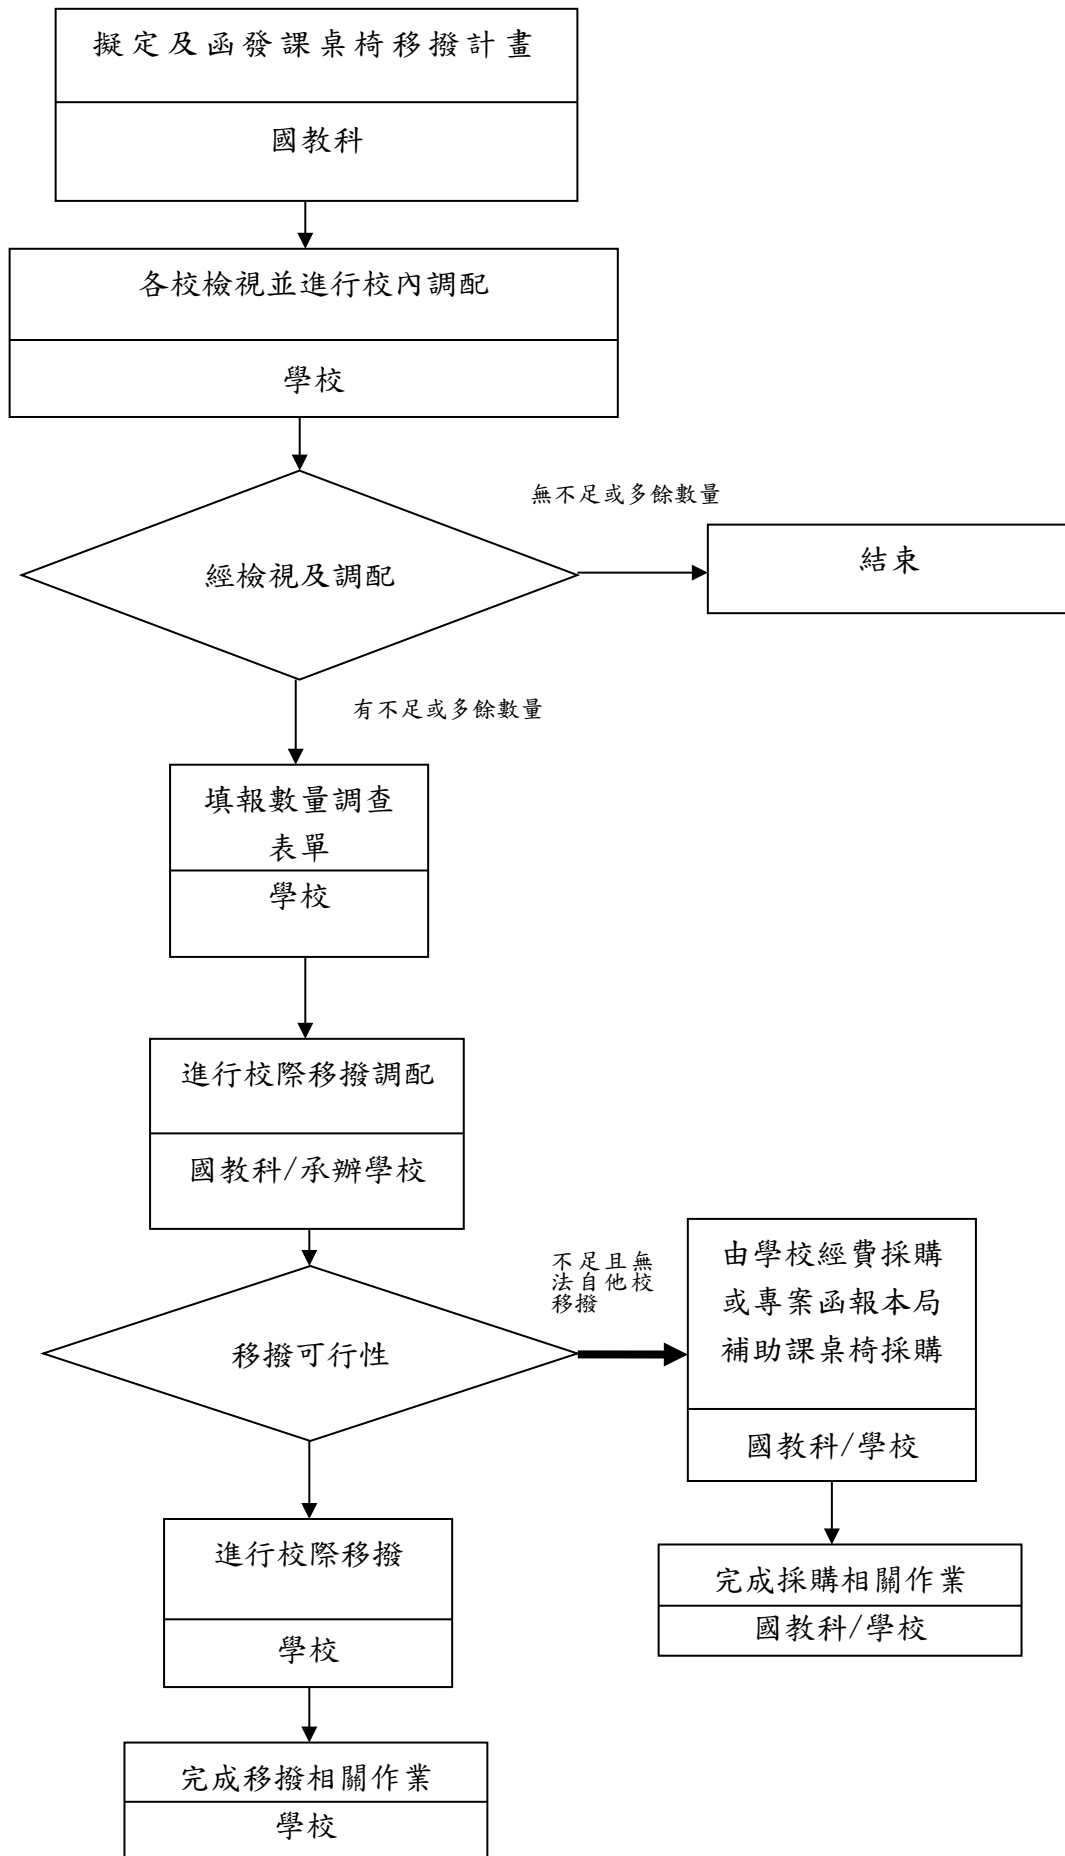 擬定及函發課桌椅移撥計畫
國教科
各校檢視並進行校內調配
學校
無不足或多餘數量
經檢視及調配
結束
有不足或多餘數量
填報數量調查
表單
學校
進行校際移撥調配
國教科/承辦學校
不足且無
法自他校
移撥
移撥可行性
由學校經費採購
或專案函報本局
補助課桌椅採購
國教科/學校
進行校際移撥
學校
完成採購相關作業
國教科/學校
完成移撥相關作業
學校